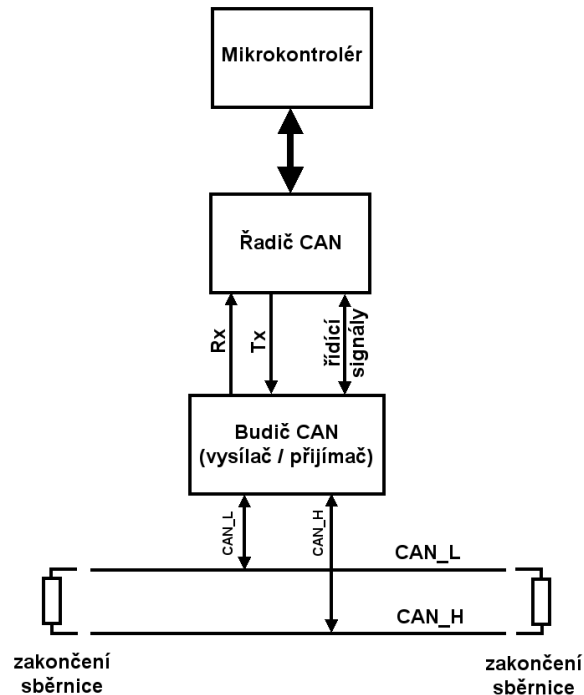 Mikrokontrolér
Řadič CAN
Rx
Tx
řídící
signály
Budič CAN
(vysílač / přijímač)
CAN_L
CAN_H
CAN_L
CAN_H
zakončení
sběrnice
zakončení
sběrnice